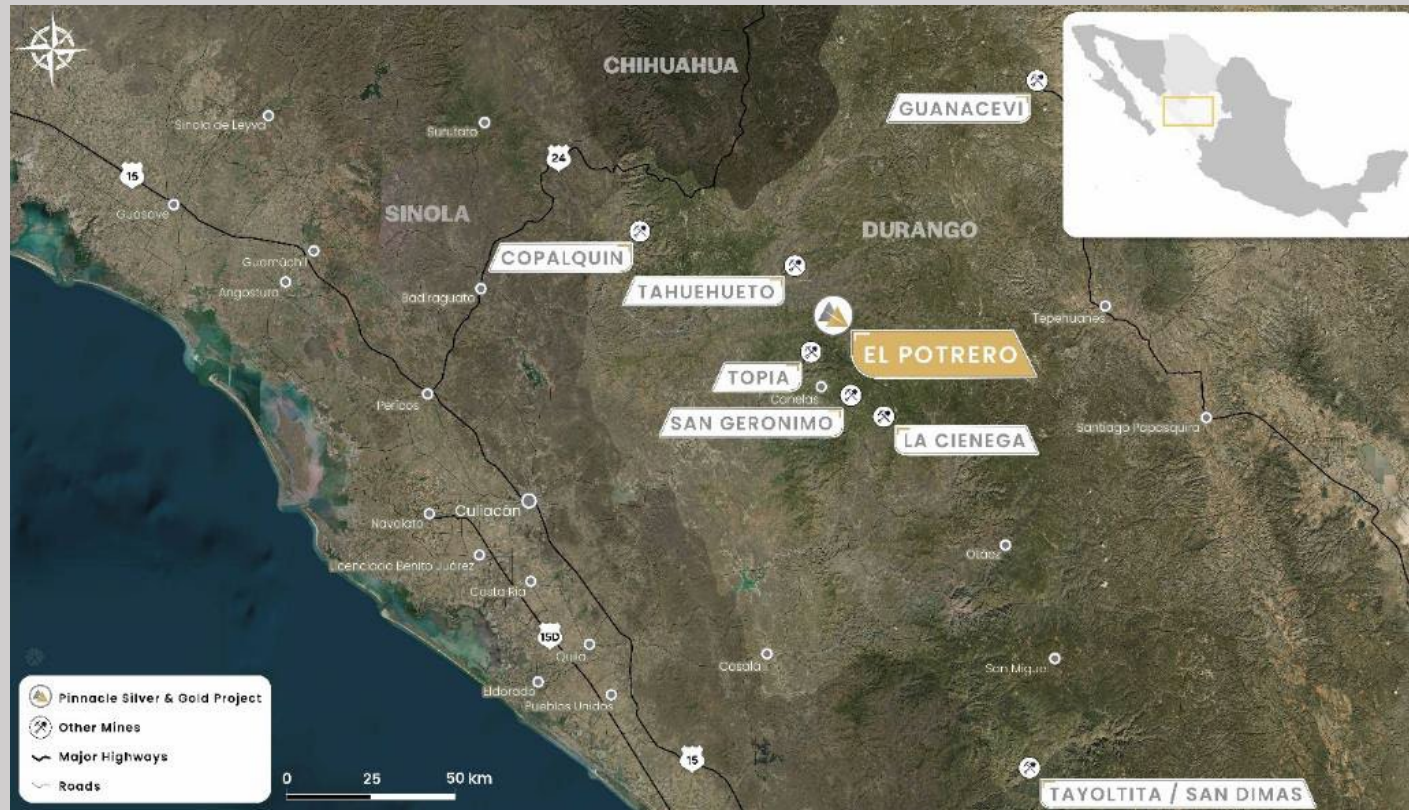 CHIHUAHUA
GUANACEVI
Sinola de Leyva
Surutato
24
15
Guasave
SINOLA
DURANGO
COPALQUIN
Guamúchil
TAHUEHUETO
Angostura
Badiraguato
Tepehuanes
EL POTRERO
TOPIA
Canelas
Pericos
SAN GERONIMO
LA CIENEGA
Santiago Papasquira
Culiacán
Navolato
Otáez
Licenciado Benito Juárez
Costa Ria
15D
Quila
Cosalá
San Miguel
Eldorado
Pueblos Unidos
Pinnacle Silver & Gold Project
Other Mines
Major Highways
Roads
0 25 50 km
15
TAYOLTITA / SAN DIMAS